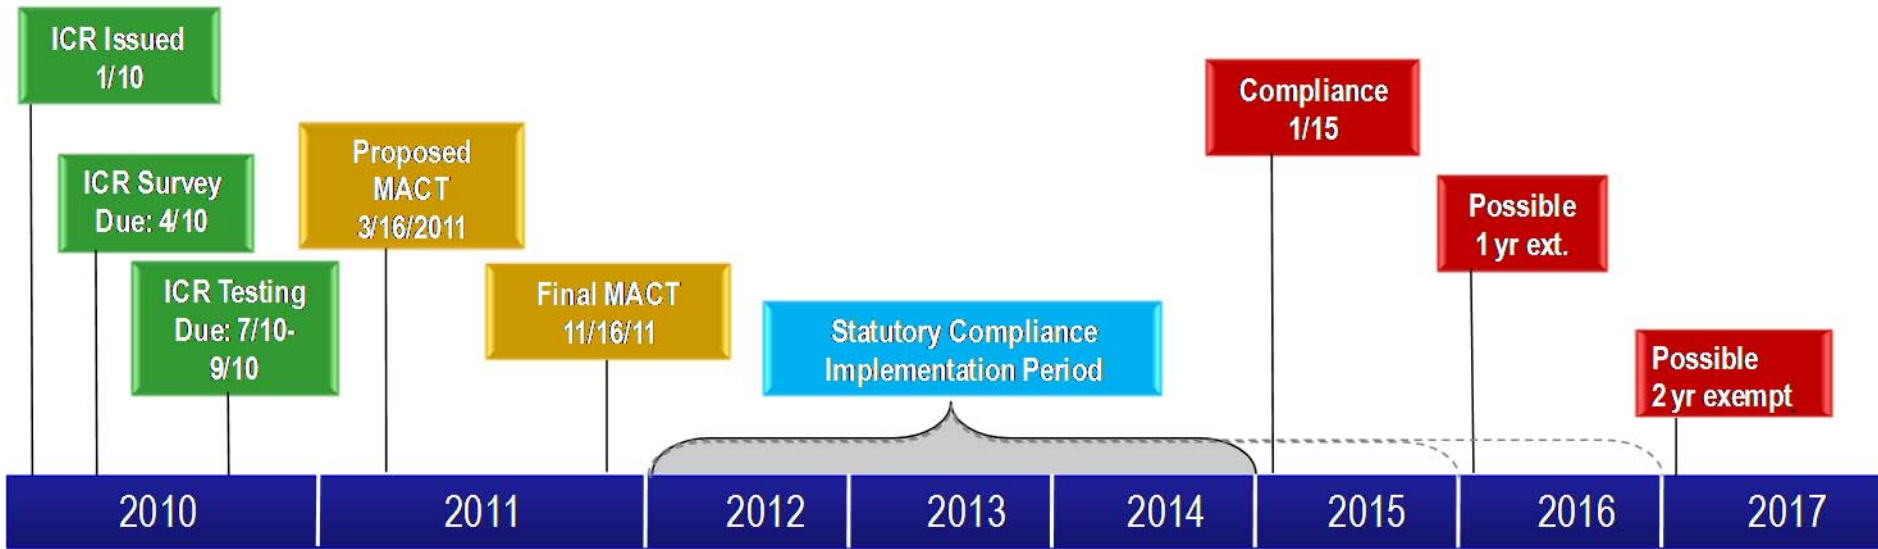 ICR Issued
1/10
ICR Survey
Due: 4/10
ICR Testing
Due: 7/10-
9/10
Proposed
MACT
3/16/2011
Final MACT
11/16/11
Statutory Compliance
Implementation Period
Compliance
1/15
Possible
1 yr ext.
Possible
2 yr exempt
2010
2011
2012
2013
2014
2015
2016
2017